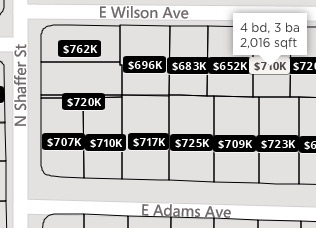 E Wilson Ave
4 bd, 3 ba
2,016 sqft
N Shaffer St
$762K
$696K
$683K
$652K
$710K
$720K
$707K
$710K
$717K
$725K
$709K
$723K
E Adams Ave